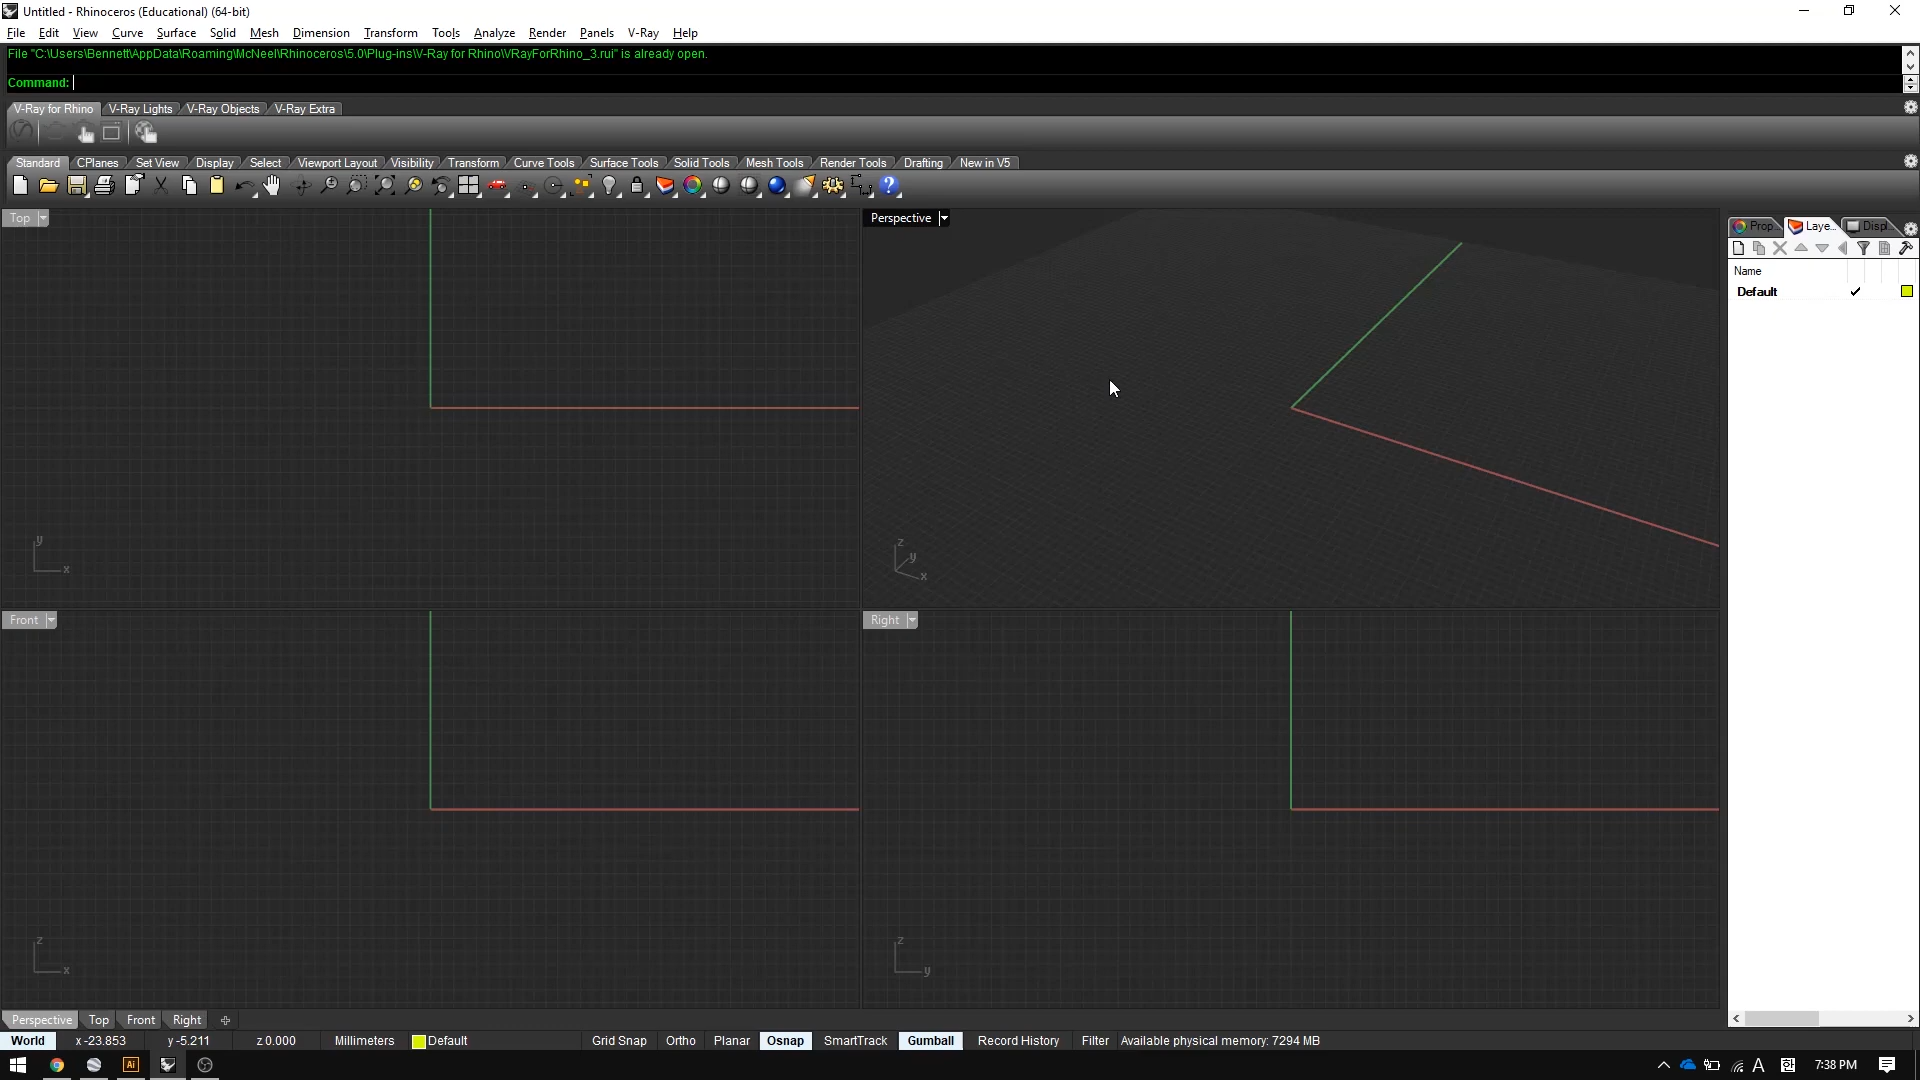 Untitled - Rhinoceros (Educational) (64-bit)
File Edit View Curve Surface Solid Mesh Dimension Transform Tools Analyze Render Panels V-Ray Help
File "C:\Users\Bennett\AppData\Roaming\McNeel\Rhinoceros\5.0\Plug-ins\V-Ray for Rhino\VRayForRhino_3.rui" is already open.
Command:
V-Ray for Rhino V-Ray Lights V-Ray Objects V-Ray Extra
Standard CPlanes Set View Display Select Viewport Layout Visibility Transform Curve Tools Surface Tools Solid Tools Mesh Tools Render Tools Drafting New in V5
Top
Perspective
Prop... Laye... Displ
Name
Default
y
x
z
y
x
Front
Right
z
x
z
y
Perspective Top Front Right
World x -23.853 y -5.211 z 0.000 Millimeters Default Grid Snap Ortho Planar Osnap SmartTrack Gumball Record History Filter Available physical memory: 7294 MB
Ai A 한 7:38 PM